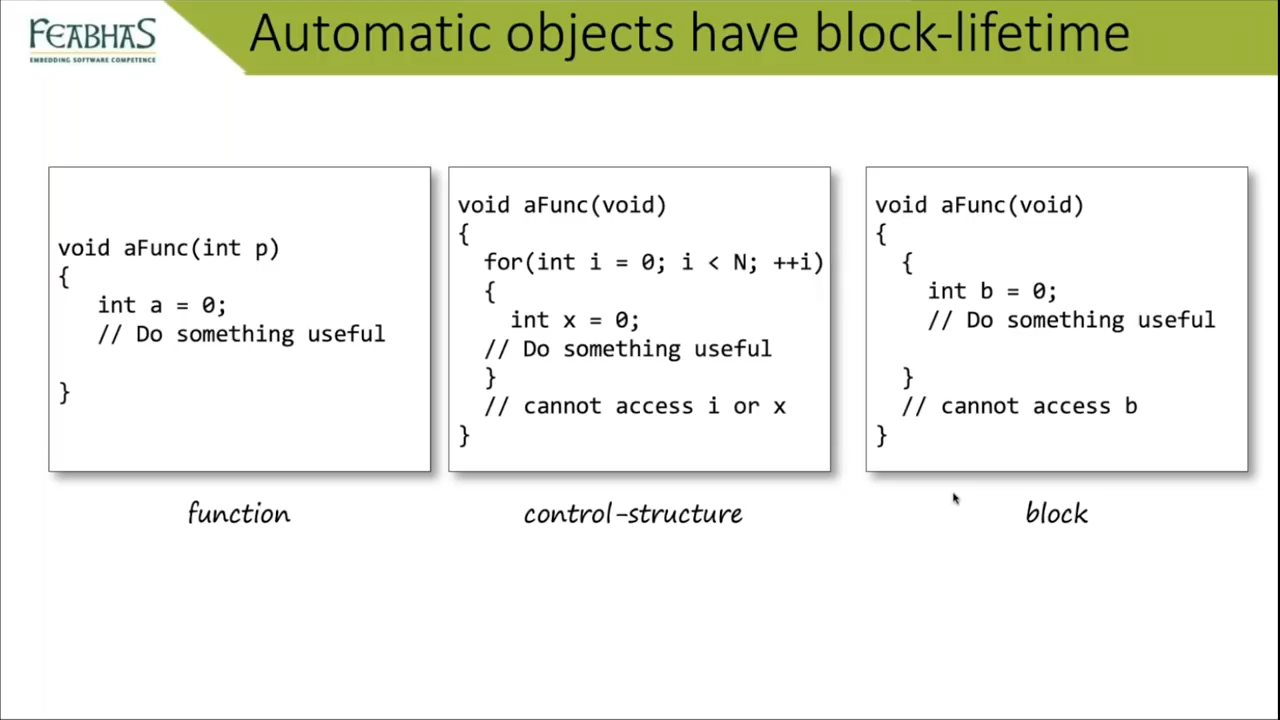 FEABHAS
EMBEDDING SOFTWARE COMPETENCE
Automatic objects have block-lifetime
void aFunc(int p)
{
int a = 0;
// Do something useful
}
function
void aFunc(void)
{
for(int i = 0; i < N; ++i)
{
int x = 0;
// Do something useful
}
// cannot access i or x
}
control-structure
void aFunc(void)
{
{
int b = 0;
// Do something useful
}
// cannot access b
}
block